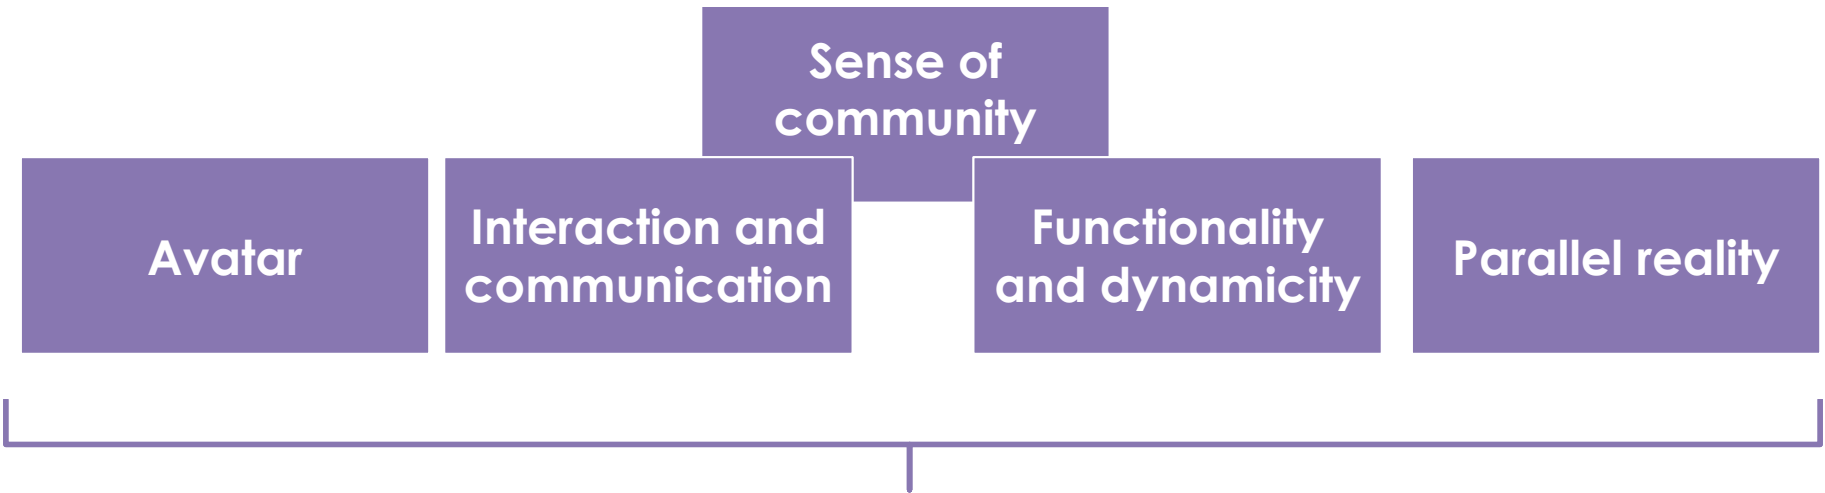 Sense of
community
Avatar
Interaction and
communication
Functionality
and dynamicity
Parallel reality